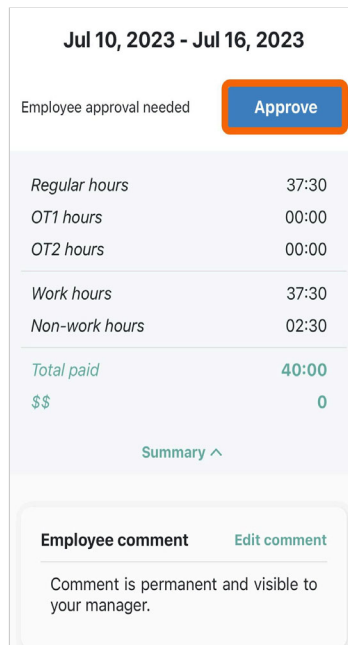 Jul 10, 2023 - Jul 16, 2023
Employee approval needed Approve
Regular hours 37:30
OT1 hours 00:00
OT2 hours 00:00
Work hours 37:30
Non-work hours 02:30
Total paid 40:00
$$ 0
Summary
Employee comment Edit comment
Comment is permanent and visible to
your manager.